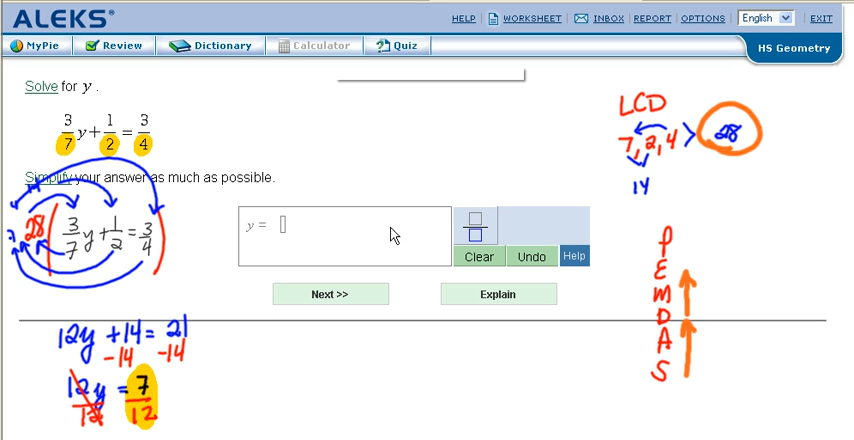 ALEKS®
HELP WORKSHEET INBOX REPORT OPTIONS English EXIT
MyPie Review Dictionary Calculator Quiz
HS Geometry
Solve for y .
3/7 y + 1/2 = 3/4
Simplify your answer as much as possible.
LCD
7, 2, 4 > 28
14
28 ( 3/7 y + 1/2 = 3/4 )
y =
Clear Undo Help
Next >> Explain
P
E
M
D
A
S
12y + 14 = 21
-14 -14
12y = 7
12 12